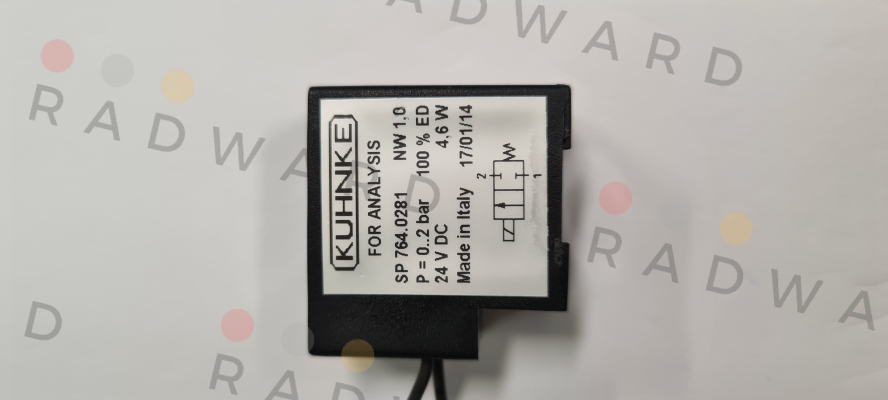 KUHNKE
FOR ANALYSIS
SP 764.0281 NW 1,0
P = 0..2 bar 100 % ED
24 V DC 4,6 W
Made in Italy 17/01/14
2
1
RADWARD
RADWARD
RADWARD
D
RADWA
RADWA